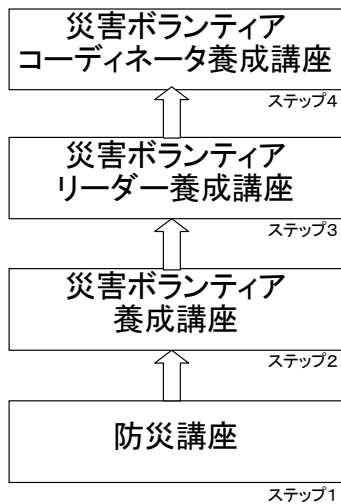 災害ボランティア
コーディネータ養成講座
ステップ4
災害ボランティア
リーダー養成講座
ステップ3
災害ボランティア
養成講座
ステップ2
防災講座
ステップ1